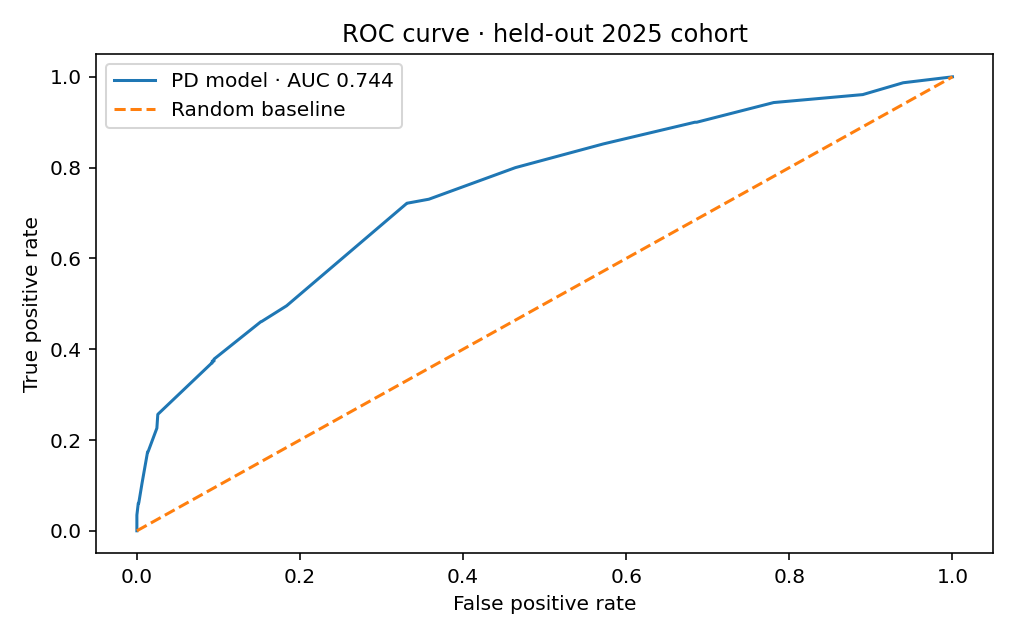 ROC curve · held-out 2025 cohort
PD model · AUC 0.744
Random baseline
True positive rate
1.0
0.8
0.6
0.4
0.2
0.0
0.0 0.2 0.4 0.6 0.8 1.0
False positive rate